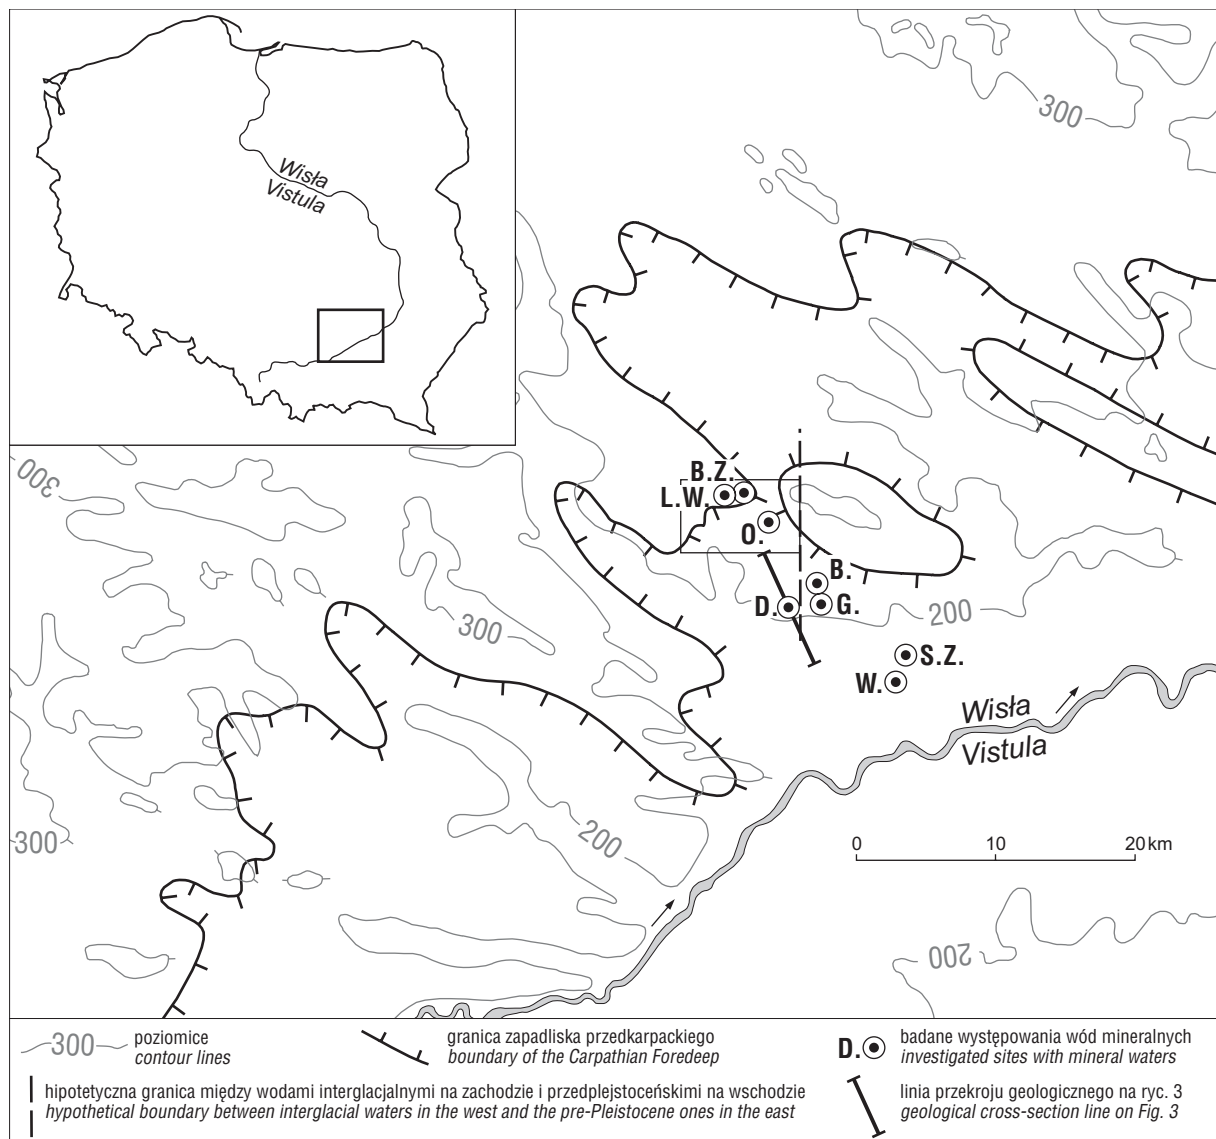 Wisła
Vistula
300
300
B.Z.
L.W.
O.
B.
D.
G.
200
300
S.Z.
W.
Wisła
Vistula
200
300
0 10 20 km
200
300 poziomice
contour lines
granica zapadliska przedkarpackiego
boundary of the Carpathian Foredeep
D. badane występowania wód mineralnych
investigated sites with mineral waters
hipotetyczna granica między wodami interglacjalnymi na zachodzie i przedplejstoceńskimi na wschodzie
hypothetical boundary between interglacial waters in the west and the pre-Pleistocene ones in the east
linia przekroju geologicznego na ryc. 3
geological cross-section line on Fig. 3